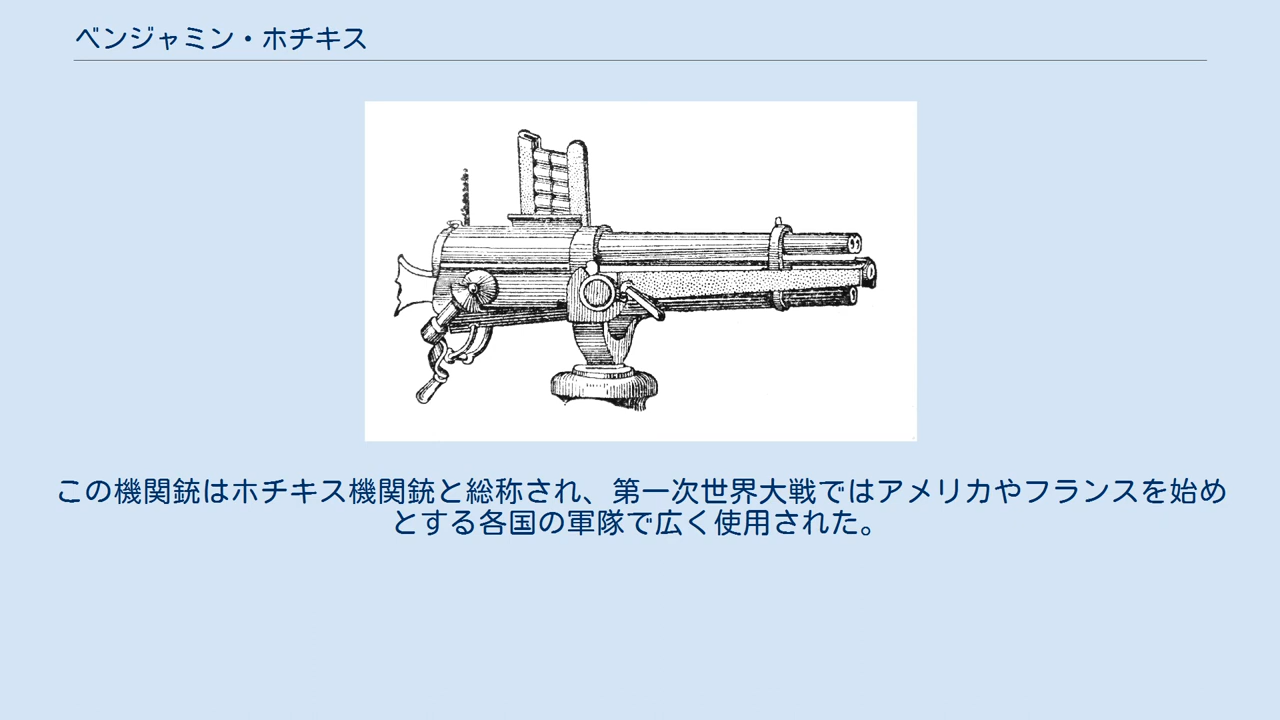 ベンジャミン・ホチキス
この機関銃はホチキス機関銃と総称され、第一次世界大戦ではアメリカやフランスを始め
とする各国の軍隊で広く使用された。